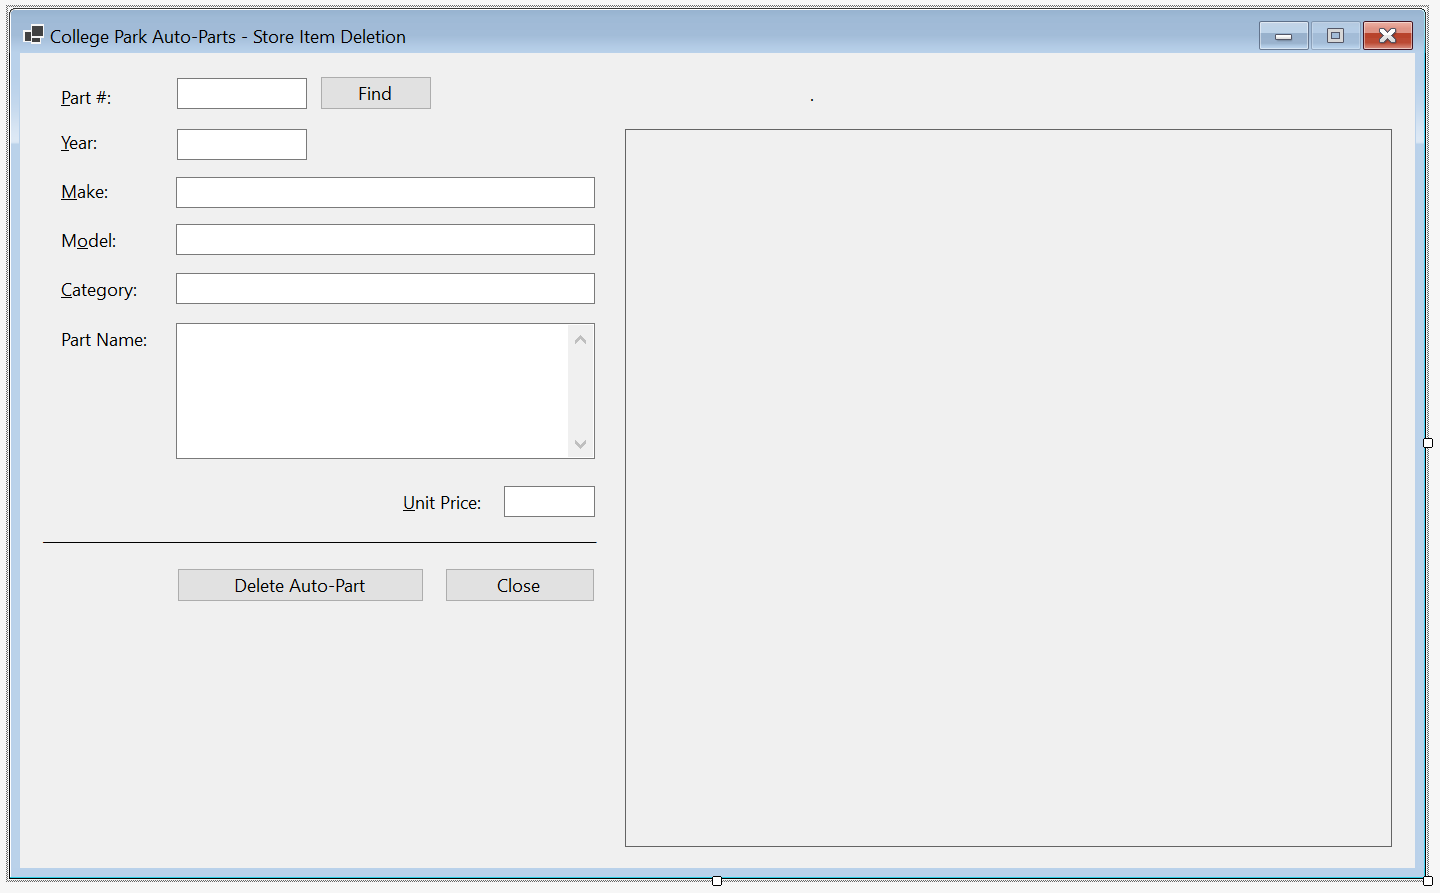 College Park Auto-Parts - Store Item Deletion
Part #:
Find
.
Year:
Make:
Model:
Category:
Part Name:
Unit Price:
Delete Auto-Part
Close